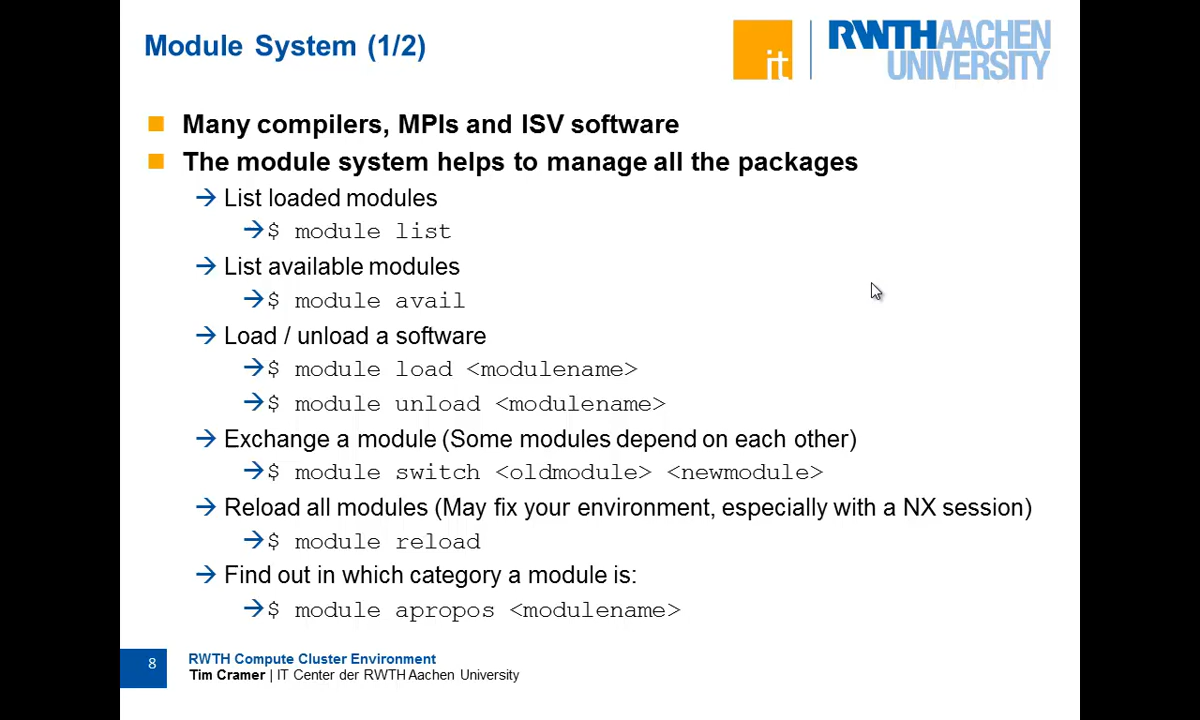 Module System (1/2)
it
RWTHAACHEN
UNIVERSITY
Many compilers, MPIs and ISV software
The module system helps to manage all the packages
→ List loaded modules
→$ module list
→ List available modules
→$ module avail
→ Load / unload a software
→$ module load <modulename>
→$ module unload <modulename>
→ Exchange a module (Some modules depend on each other)
→$ module switch <oldmodule> <newmodule>
→ Reload all modules (May fix your environment, especially with a NX session)
→$ module reload
→ Find out in which category a module is:
→$ module apropos <modulename>
8
RWTH Compute Cluster Environment
Tim Cramer | IT Center der RWTH Aachen University